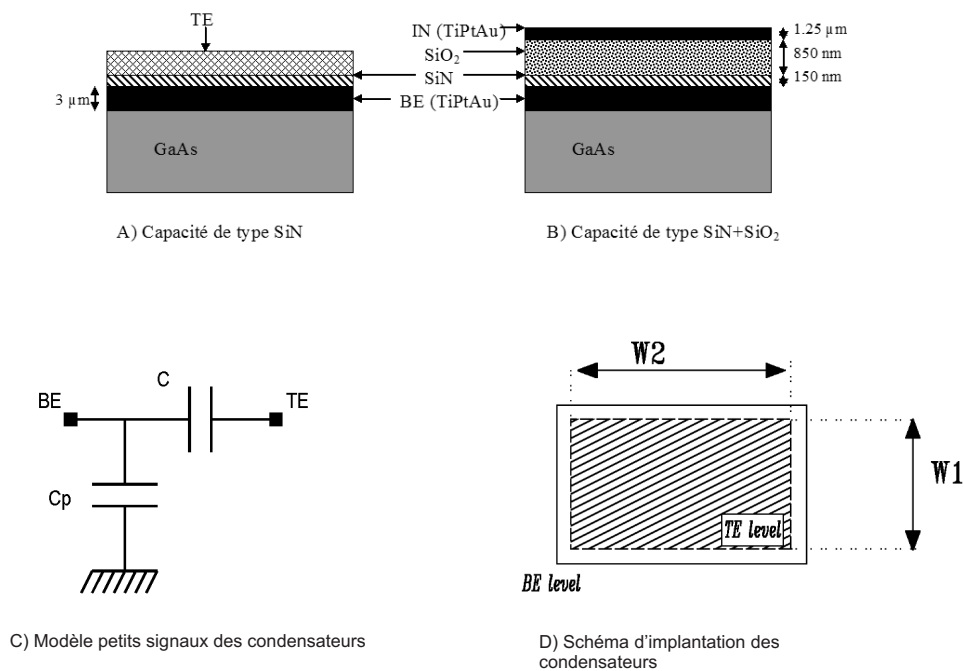 TE
3 µm
GaAs
A) Capacité de type SiN
IN (TiPtAu)
SiO₂
SiN
BE (TiPtAu)
1.25 µm
850 nm
150 nm
GaAs
B) Capacité de type SiN+SiO₂
BE
C
TE
Cp
C) Modèle petits signaux des condensateurs
W2
W1
TE level
BE level
D) Schéma d'implantation des
condensateurs